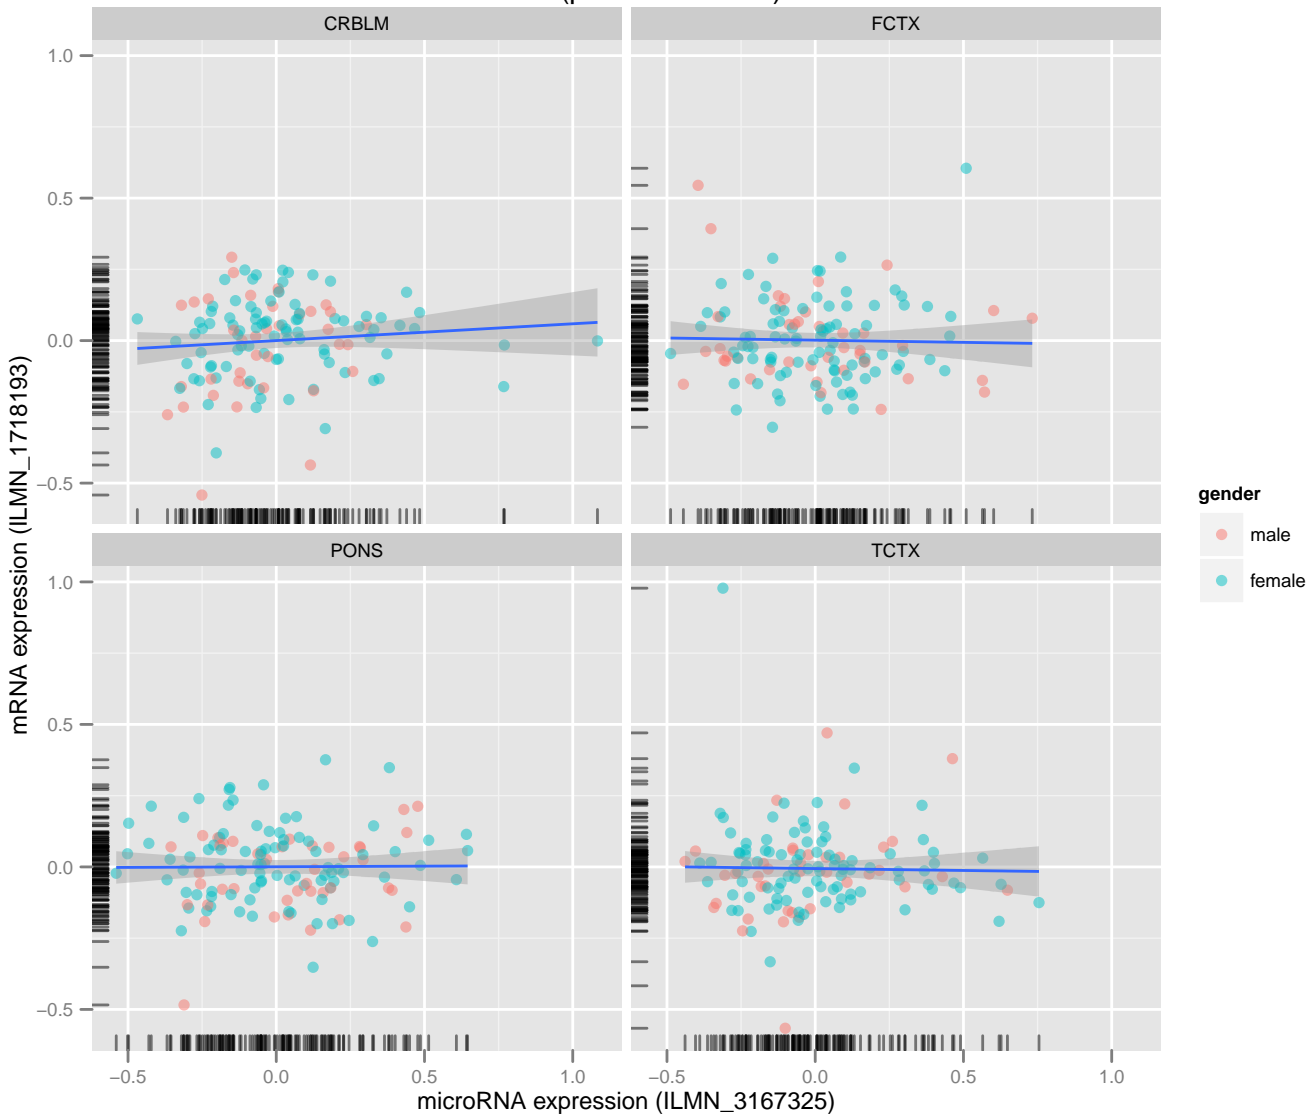 CRBLM FCTX
1.0
0.5
0.0
−0.5
PONS TCTX
1.0
0.5
0.0
−0.5
−0.5 0.0 0.5 1.0 −0.5 0.0 0.5 1.0
microRNA expression (ILMN_3167325)
mRNA expression (ILMN_1718193)
gender
male
female